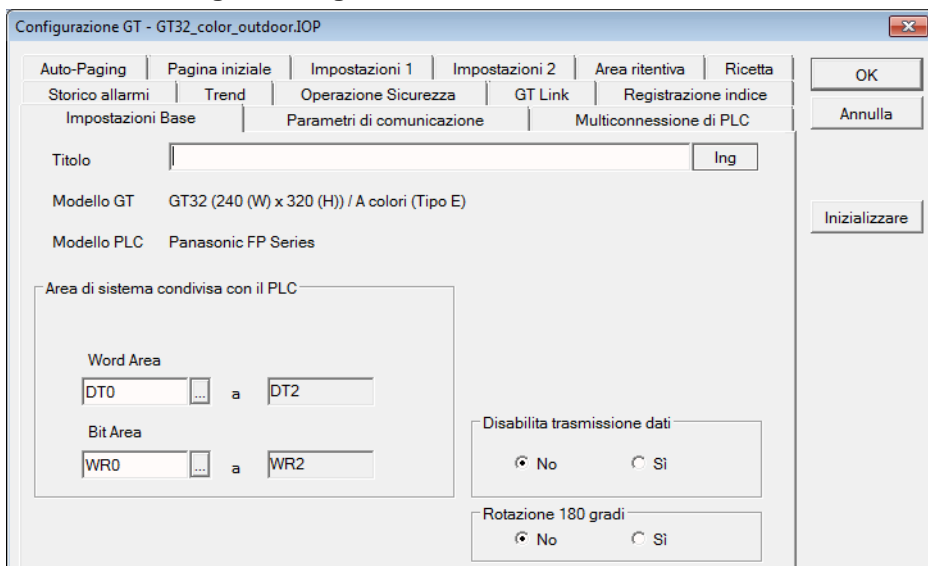 Configurazione GT - GT32_color_outdoor.IOP
Auto-Paging Pagina iniziale Impostazioni 1 Impostazioni 2 Area ritentiva Ricetta
Storico allarmi Trend Operazione Sicurezza GT Link Registrazione indice
Impostazioni Base Parametri di comunicazione Multiconnessione di PLC
OK
Annulla
Inizializzare
Titolo Ing
Modello GT GT32 (240 (W) x 320 (H)) / A colori (Tipo E)
Modello PLC Panasonic FP Series
Area di sistema condivisa con il PLC
Word Area
DT0 ... a DT2
Bit Area
WR0 ... a WR2
Disabilita trasmissione dati
No Sì
Rotazione 180 gradi
No Sì